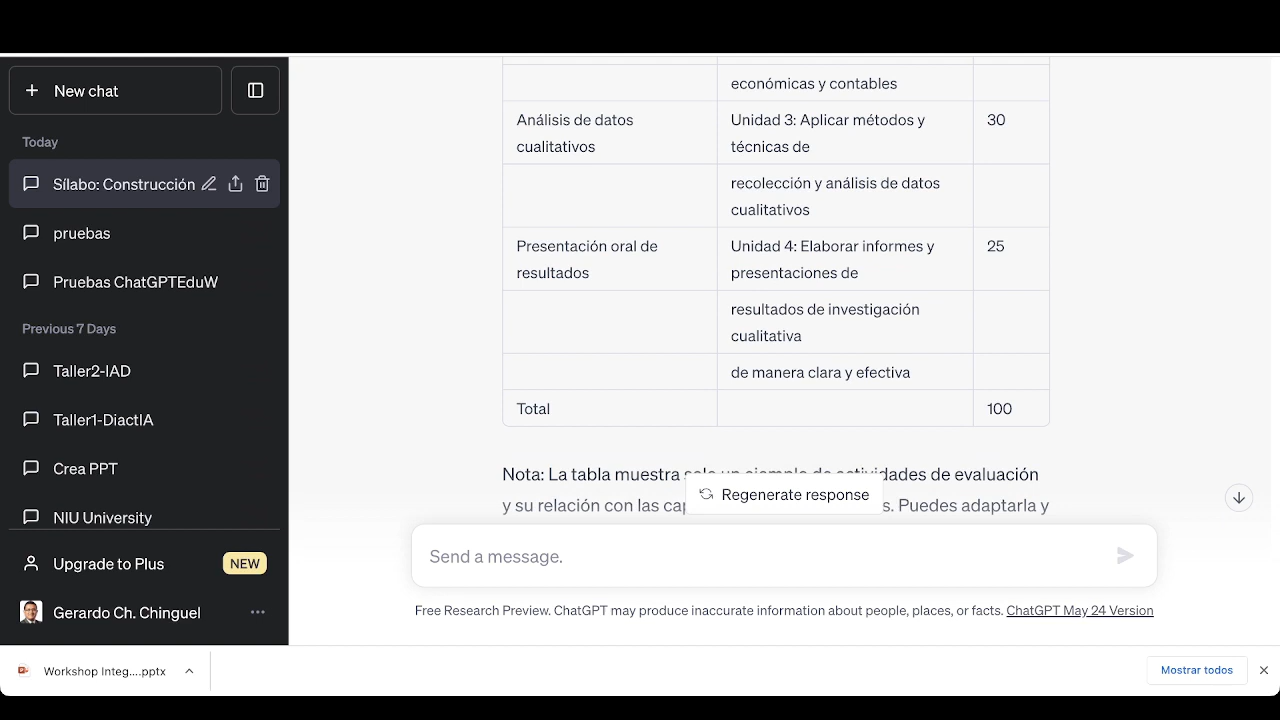 New chat
Today
Sílabo: Construcción
pruebas
Pruebas ChatGPTEduW
Previous 7 Days
Taller2-IAD
Taller1-DiactIA
Crea PPT
NIU University
Upgrade to Plus NEW
Gerardo Ch. Chinguel
económicas y contables
Análisis de datos
cualitativos
Unidad 3: Aplicar métodos y
técnicas de
30
recolección y análisis de datos
cualitativos
Presentación oral de
resultados
Unidad 4: Elaborar informes y
presentaciones de
25
resultados de investigación
cualitativa
de manera clara y efectiva
Total 100
Nota: La tabla muestra solo un ejemplo de actividades de evaluación
y su relación con las s. Puedes adaptarla y
Regenerate response
Send a message.
Free Research Preview. ChatGPT may produce inaccurate information about people, places, or facts. ChatGPT May 24 Version
Workshop Integ....pptx
Mostrar todos